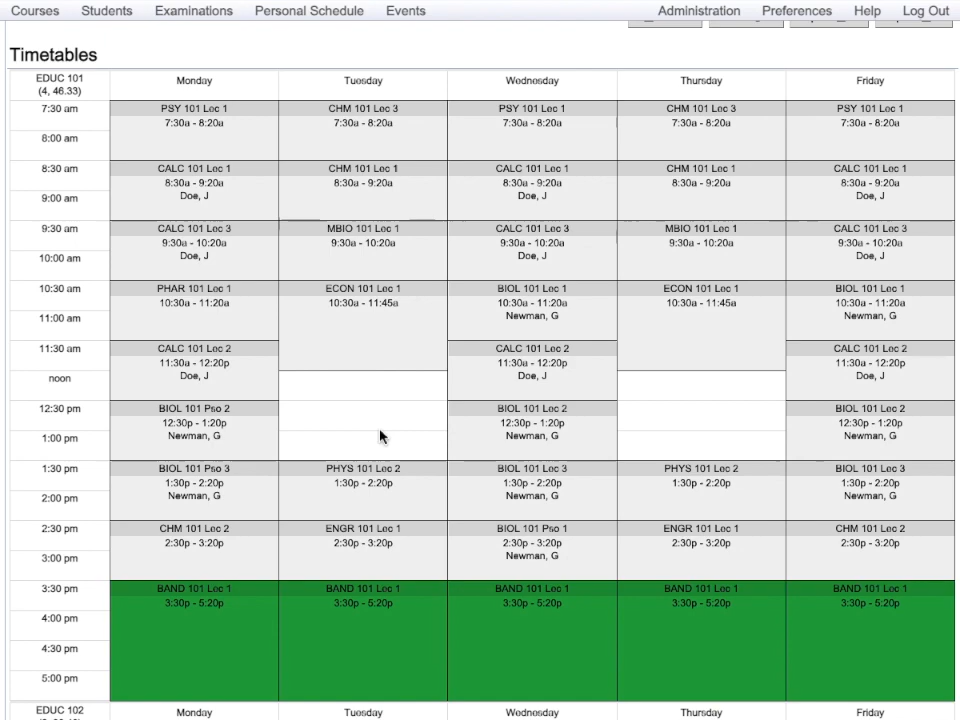 Courses Students Examinations Personal Schedule Events Administration Preferences Help Log Out
Timetables
EDUC 101 Monday Tuesday Wednesday Thursday Friday
(4, 46.33)
7:30 am PSY 101 Lec 1 CHM 101 Lec 3 PSY 101 Lec 1 CHM 101 Lec 3 PSY 101 Lec 1
7:30a - 8:20a 7:30a - 8:20a 7:30a - 8:20a 7:30a - 8:20a 7:30a - 8:20a
8:00 am
8:30 am CALC 101 Lec 1 CHM 101 Lec 1 CALC 101 Lec 1 CHM 101 Lec 1 CALC 101 Lec 1
8:30a - 9:20a 8:30a - 9:20a 8:30a - 9:20a 8:30a - 9:20a 8:30a - 9:20a
9:00 am Doe, J Doe, J Doe, J
9:30 am CALC 101 Lec 3 MBIO 101 Lec 1 CALC 101 Lec 3 MBIO 101 Lec 1 CALC 101 Lec 3
9:30a - 10:20a 9:30a - 10:20a 9:30a - 10:20a 9:30a - 10:20a 9:30a - 10:20a
10:00 am Doe, J Doe, J Doe, J
10:30 am PHAR 101 Lec 1 ECON 101 Lec 1 BIOL 101 Lec 1 ECON 101 Lec 1 BIOL 101 Lec 1
10:30a - 11:20a 10:30a - 11:45a 10:30a - 11:20a 10:30a - 11:45a 10:30a - 11:20a
11:00 am Newman, G Newman, G
11:30 am CALC 101 Lec 2 CALC 101 Lec 2 CALC 101 Lec 2
11:30a - 12:20p 11:30a - 12:20p 11:30a - 12:20p
noon Doe, J Doe, J Doe, J
12:30 pm BIOL 101 Pso 2 BIOL 101 Lec 2 BIOL 101 Lec 2
12:30p - 1:20p 12:30p - 1:20p 12:30p - 1:20p
1:00 pm Newman, G Newman, G Newman, G
1:30 pm BIOL 101 Pso 3 PHYS 101 Lec 2 BIOL 101 Lec 3 PHYS 101 Lec 2 BIOL 101 Lec 3
1:30p - 2:20p 1:30p - 2:20p 1:30p - 2:20p 1:30p - 2:20p 1:30p - 2:20p
2:00 pm Newman, G Newman, G Newman, G
2:30 pm CHM 101 Lec 2 ENGR 101 Lec 1 BIOL 101 Pso 1 ENGR 101 Lec 1 CHM 101 Lec 2
2:30p - 3:20p 2:30p - 3:20p 2:30p - 3:20p 2:30p - 3:20p 2:30p - 3:20p
3:00 pm Newman, G
3:30 pm BAND 101 Lec 1 BAND 101 Lec 1 BAND 101 Lec 1 BAND 101 Lec 1 BAND 101 Lec 1
3:30p - 5:20p 3:30p - 5:20p 3:30p - 5:20p 3:30p - 5:20p 3:30p - 5:20p
4:00 pm
4:30 pm
5:00 pm
EDUC 102 Monday Tuesday Wednesday Thursday Friday